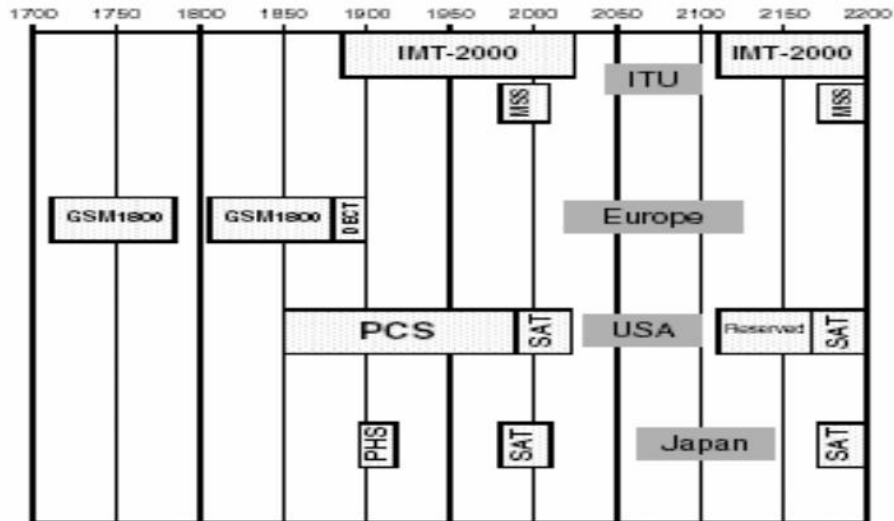 1700 1750 1800 1850 1900 1950 2000 2050 2100 2150 2200
IMT-2000 IMT-2000
ITU
MSS MSS
GSM1800 GSM1800 DECT Europe
PCS SAT USA Reserved SAT
PHS SAT Japan SAT